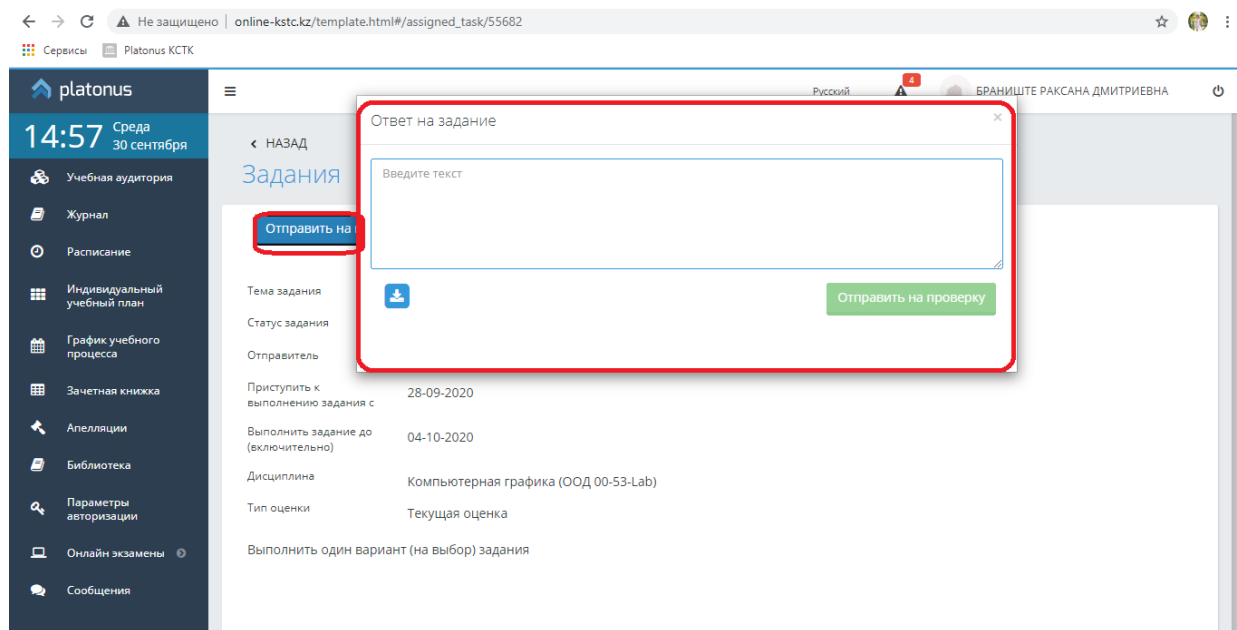 Не защищено | online-kstc.kz/template.html#/assigned_task/55682
Сервисы Platonus КСТК
platonus
Русский 4 БРАНИШТЕ РАКСАНА ДМИТРИЕВНА
14:57 Среда
30 сентября
Учебная аудитория
Журнал
Расписание
Индивидуальный
учебный план
График учебного
процесса
Зачетная книжка
Апелляции
Библиотека
Параметры
авторизации
Онлайн экзамены
Сообщения
НАЗАД
Задания
Отправить на
Ответ на задание ×
Введите текст
Отправить на проверку
Тема задания
Статус задания
Отправитель
Приступить к
выполнению задания с
28-09-2020
Выполнить задание до
(включительно)
04-10-2020
Дисциплина
Компьютерная графика (ООД 00-53-Lab)
Тип оценки
Текущая оценка
Выполнить один вариант (на выбор) задания